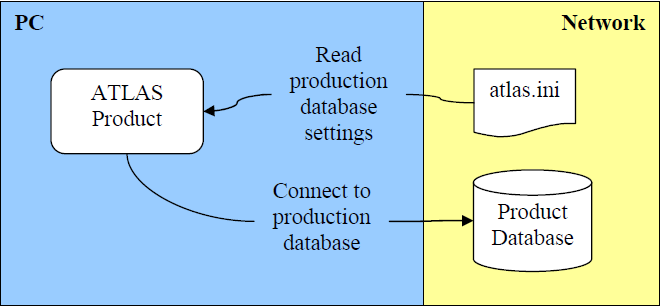 PC
Network
Read
production
database
settings
ATLAS
Product
atlas.ini
Connect to
production
database
Product
Database